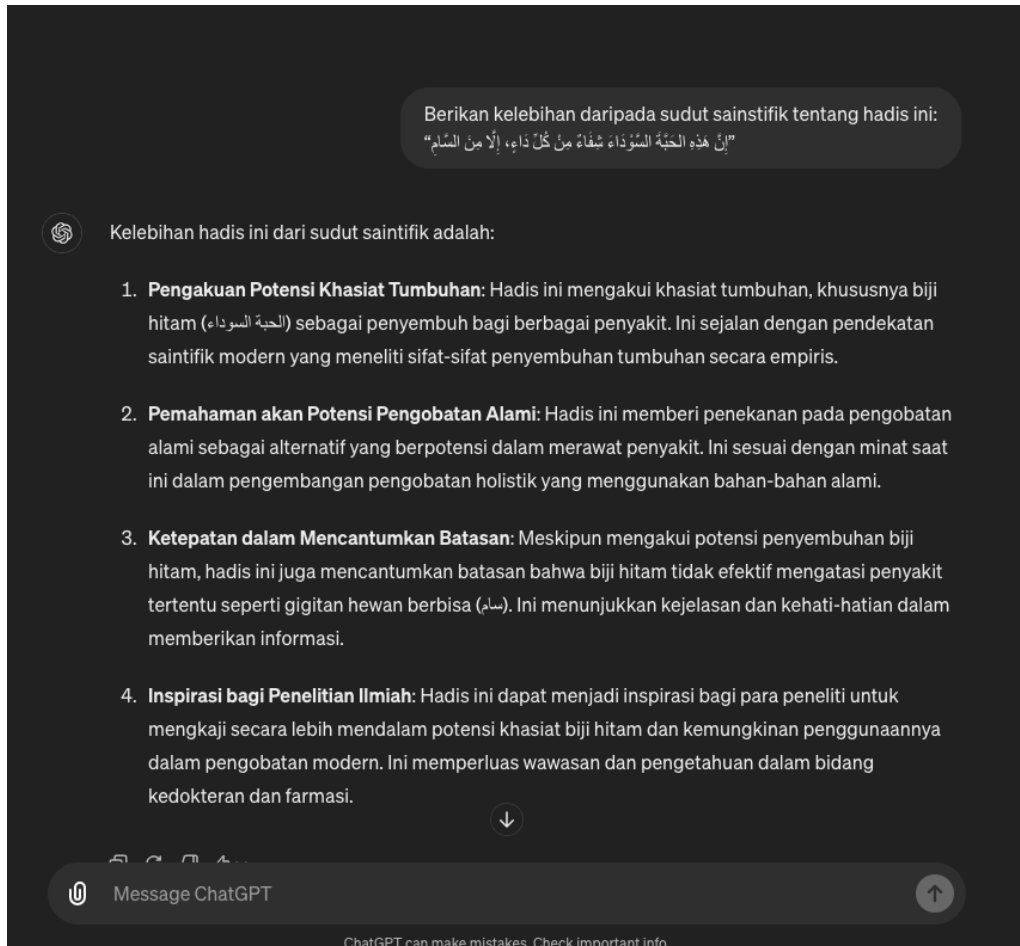 Berikan kelebihan daripada sudut sainstifik tentang hadis ini:
"إِنَّ هَذِهِ الحَبَّةَ السَّوْدَاءَ شِفَاءٌ مِنْ كُلِّ دَاءٍ، إِلَّا مِنَ السَّامِ“
Kelebihan hadis ini dari sudut saintifik adalah:
1. Pengakuan Potensi Khasiat Tumbuhan: Hadis ini mengakui khasiat tumbuhan, khususnya biji
hitam (الحبة السوداء) sebagai penyembuh bagi berbagai penyakit. Ini sejalan dengan pendekatan
saintifik modern yang meneliti sifat-sifat penyembuhan tumbuhan secara empiris.
2. Pemahaman akan Potensi Pengobatan Alami: Hadis ini memberi penekanan pada pengobatan
alami sebagai alternatif yang berpotensi dalam merawat penyakit. Ini sesuai dengan minat saat
ini dalam pengembangan pengobatan holistik yang menggunakan bahan-bahan alami.
3. Ketepatan dalam Mencantumkan Batasan: Meskipun mengakui potensi penyembuhan biji
hitam, hadis ini juga mencantumkan batasan bahwa biji hitam tidak efektif mengatasi penyakit
tertentu seperti gigitan hewan berbisa (سام). Ini menunjukkan kejelasan dan kehati-hatian dalam
memberikan informasi.
4. Inspirasi bagi Penelitian Ilmiah: Hadis ini dapat menjadi inspirasi bagi para peneliti untuk
mengkaji secara lebih mendalam potensi khasiat biji hitam dan kemungkinan penggunaannya
dalam pengobatan modern. Ini memperluas wawasan dan pengetahuan dalam bidang
kedokteran dan farmasi.
Message ChatGPT
ChatGPT can make mistakes. Check important info.